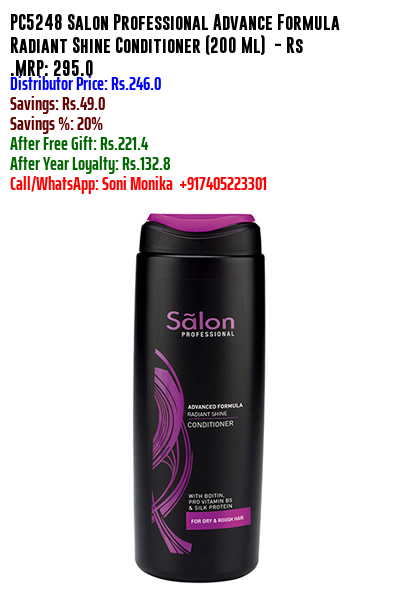 PC5248 Salon Professional Advance Formula
Radiant Shine Conditioner (200 ML) - Rs
.MRP: 295.0
Distributor Price: Rs.246.0
Savings: Rs.49.0
Savings %: 20%
After Free Gift: Rs.221.4
After Year Loyalty: Rs.132.8
Call/WhatsApp: Soni Monika +917405223301
Sãlon
PROFESSIONAL
ADVANCED FORMULA
RADIANT SHINE
CONDITIONER
WITH BOITIN,
PRO VITAMIN B5
& SILK PROTEIN
FOR DRY & ROUGH HAIR